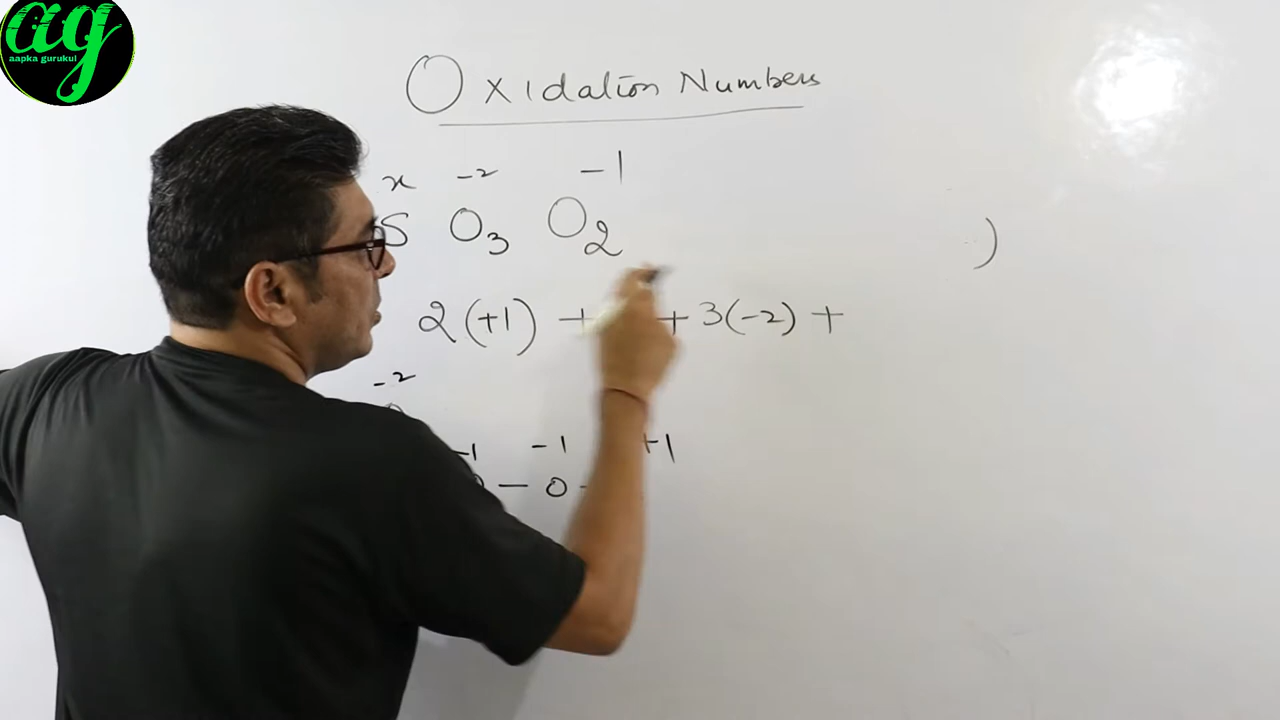 ag
aapka gurukul
Oxidation Numbers
x -2 -1
S O3 O2
)
2(+1) + + 3(-2) +
-2
-1 -1 +1
O — O -